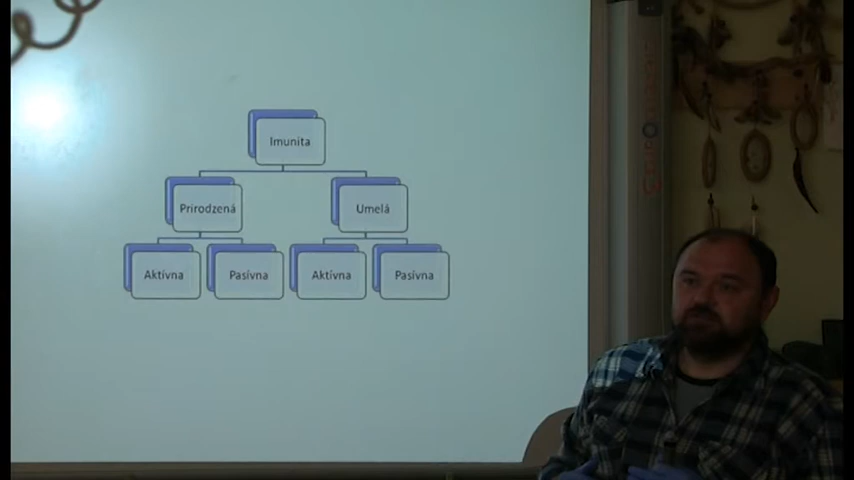 Imunita
Prirodzená
Umelá
Aktívna
Pasívna
Aktívna
Pasívna